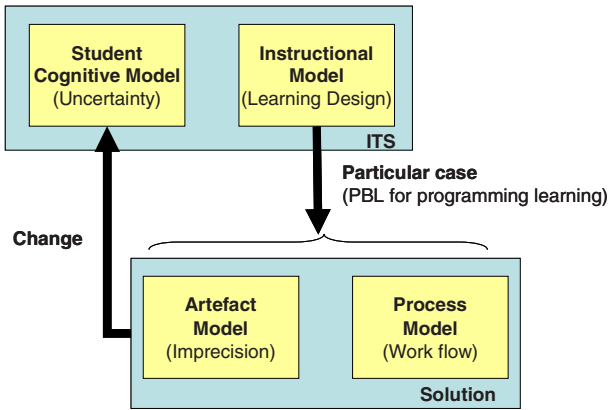 Student
Cognitive Model
(Uncertainty)
Instructional
Model
(Learning Design)
ITS
Particular case
(PBL for programming learning)
Change
Artefact
Model
(Imprecision)
Process
Model
(Work flow)
Solution